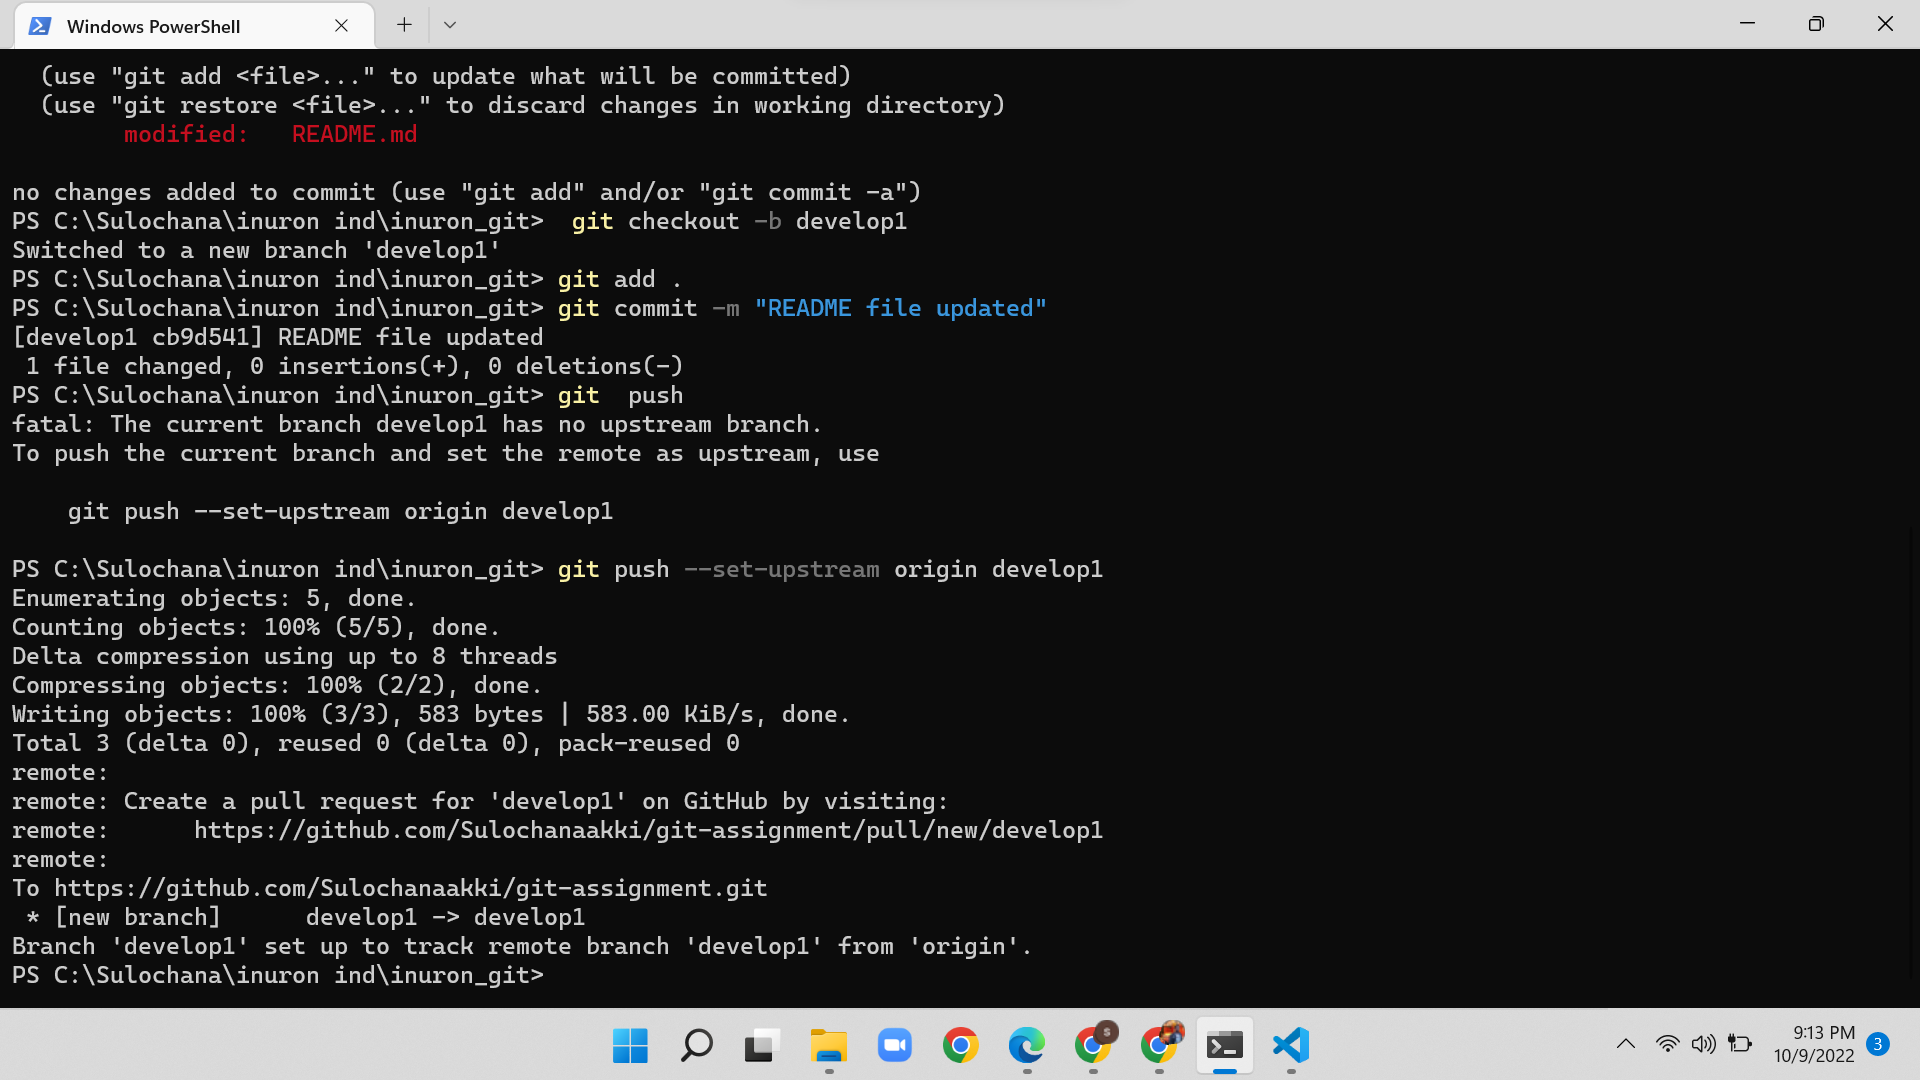 Windows PowerShell
(use "git add <file>..." to update what will be committed)
(use "git restore <file>..." to discard changes in working directory)
modified:   README.md
no changes added to commit (use "git add" and/or "git commit -a")
PS C:\Sulochana\inuron ind\inuron_git>  git checkout -b develop1
Switched to a new branch 'develop1'
PS C:\Sulochana\inuron ind\inuron_git> git add .
PS C:\Sulochana\inuron ind\inuron_git> git commit -m "README file updated"
[develop1 cb9d541] README file updated
1 file changed, 0 insertions(+), 0 deletions(-)
PS C:\Sulochana\inuron ind\inuron_git> git  push
fatal: The current branch develop1 has no upstream branch.
To push the current branch and set the remote as upstream, use
git push --set-upstream origin develop1
PS C:\Sulochana\inuron ind\inuron_git> git push --set-upstream origin develop1
Enumerating objects: 5, done.
Counting objects: 100% (5/5), done.
Delta compression using up to 8 threads
Compressing objects: 100% (2/2), done.
Writing objects: 100% (3/3), 583 bytes | 583.00 KiB/s, done.
Total 3 (delta 0), reused 0 (delta 0), pack-reused 0
remote:
remote: Create a pull request for 'develop1' on GitHub by visiting:
remote:      https://github.com/Sulochanaakki/git-assignment/pull/new/develop1
remote:
To https://github.com/Sulochanaakki/git-assignment.git
* [new branch]      develop1 -> develop1
Branch 'develop1' set up to track remote branch 'develop1' from 'origin'.
PS C:\Sulochana\inuron ind\inuron_git>
S
9:13 PM
10/9/2022
3